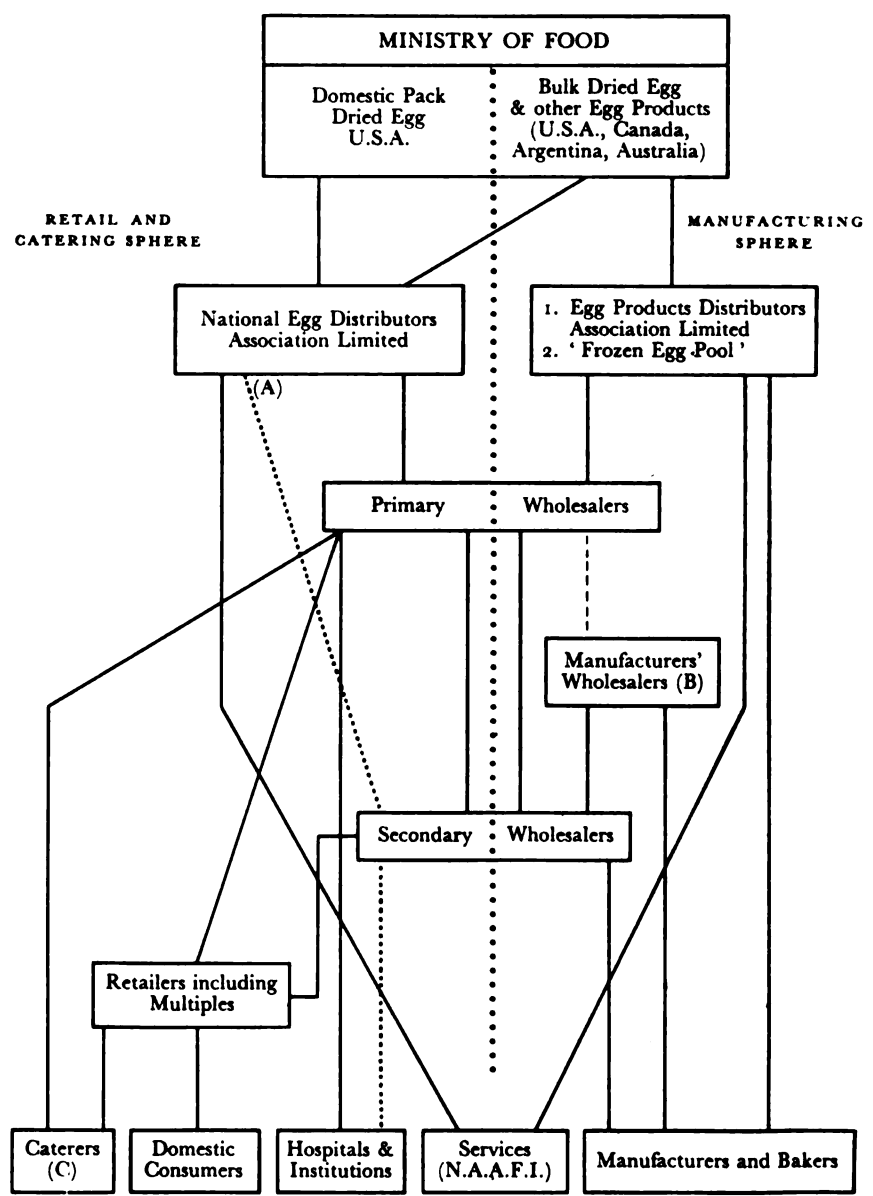 MINISTRY OF FOOD
Domestic Pack
Dried Egg
U.S.A.
Bulk Dried Egg
& other Egg Products
(U.S.A., Canada,
Argentina, Australia)
RETAIL AND
CATERING SPHERE
MANUFACTURING
SPHERE
National Egg Distributors
Association Limited
1. Egg Products Distributors
Association Limited
2. ‘ Frozen Egg Pool ’
(A)
Primary Wholesalers
Manufacturers’
Wholesalers (B)
Secondary Wholesalers
Retailers including
Multiples
Caterers
(C)
Domestic
Consumers
Hospitals &
Institutions
Services
(N.A.A.F.I.)
Manufacturers and Bakers